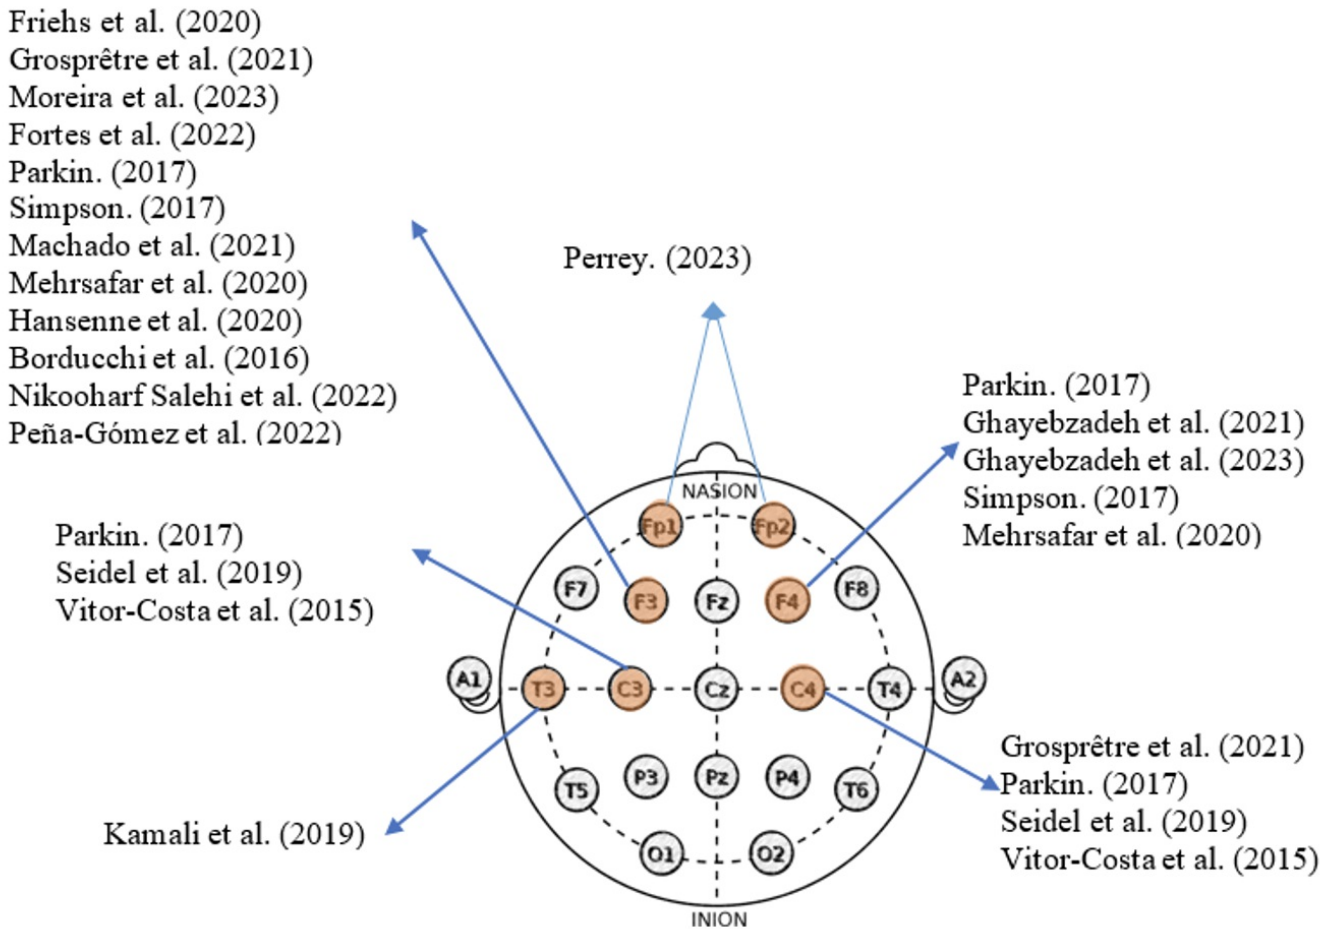 Friehs et al. (2020)
Grosprêtre et al. (2021)
Moreira et al. (2023)
Fortes et al. (2022)
Parkin. (2017)
Simpson. (2017)
Machado et al. (2021)
Mehrsafar et al. (2020)
Hansenne et al. (2020)
Borducchi et al. (2016)
Nikooharf Salehi et al. (2022)
Peña-Gómez et al. (2022)
Perrey. (2023)
Parkin. (2017)
Ghayebzadeh et al. (2021)
Ghayebzadeh et al. (2023)
Simpson. (2017)
Mehrsafar et al. (2020)
Parkin. (2017)
Seidel et al. (2019)
Vitor-Costa et al. (2015)
NASION
Fp1 Fp2
F7 F3 Fz F4 F8
A1 T3 C3 Cz C4 T4 A2
T5 P3 Pz P4 T6
O1 O2
INION
Kamali et al. (2019)
Grosprêtre et al. (2021)
Parkin. (2017)
Seidel et al. (2019)
Vitor-Costa et al. (2015)